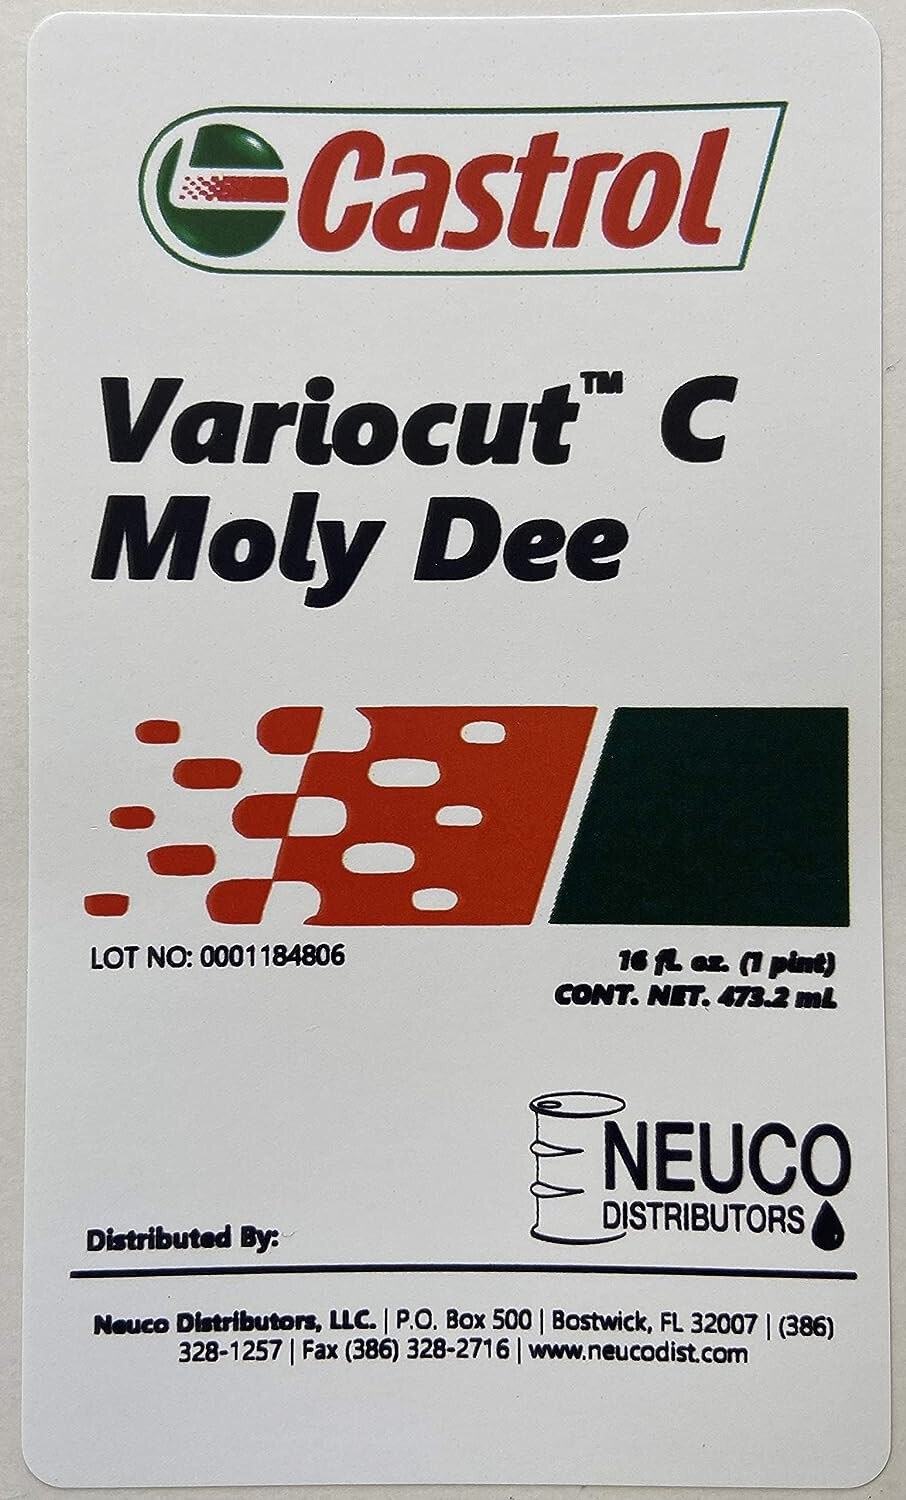 Castrol
Variocut™ C
Moly Dee
LOT NO: 0001184806
16 fl. oz. (1 pint)
CONT. NET. 473.2 mL
NEUCO
DISTRIBUTORS
Distributed By:
Neuco Distributors, LLC. | P.O. Box 500 | Bostwick, FL 32007 | (386)
328-1257 | Fax (386) 328-2716 | www.neucodist.com